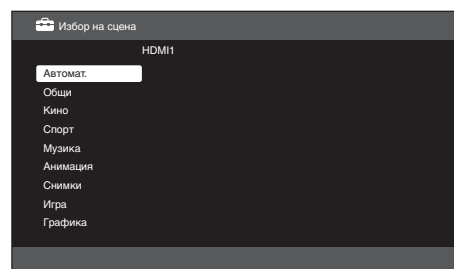 Избор на сцена
HDMI1
Автомат.
Общи
Кино
Спорт
Музика
Анимация
Снимки
Игра
Графика